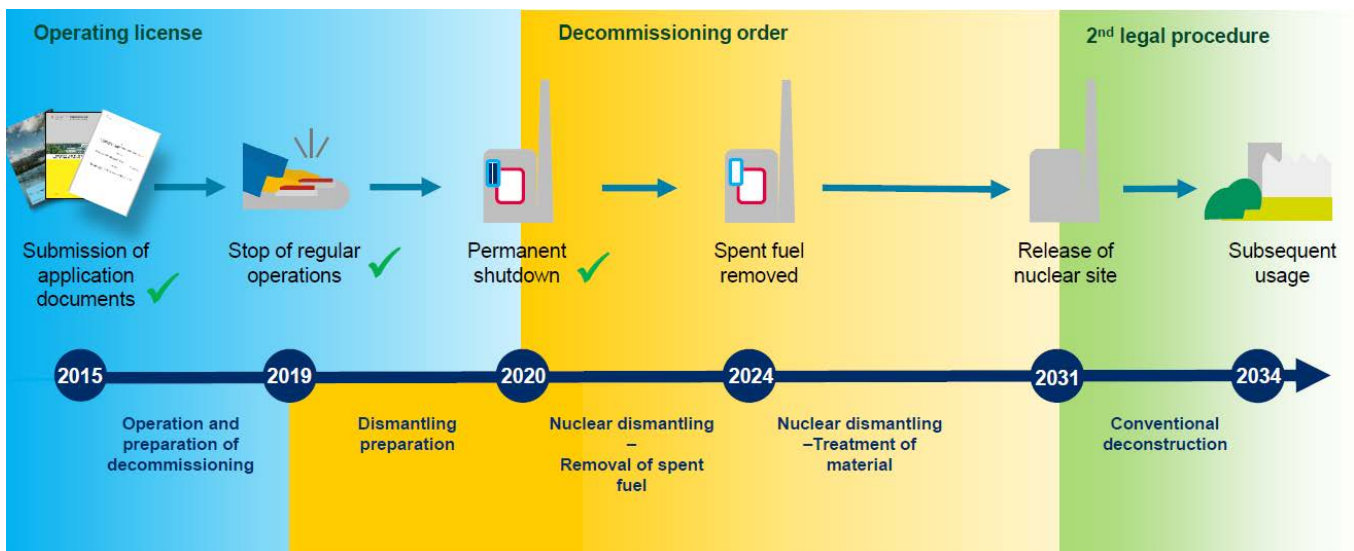 Operating license
Decommissioning order
2nd legal procedure
Submission of
application
documents
Stop of regular
operations
Permanent
shutdown
Spent fuel
removed
Release of
nuclear site
Subsequent
usage
2015
2019
2020
2024
2031
2034
Operation and
preparation of
decommissioning
Dismantling
preparation
Nuclear dismantling
–
Removal of spent
fuel
Nuclear dismantling
–Treatment of
material
Conventional
deconstruction